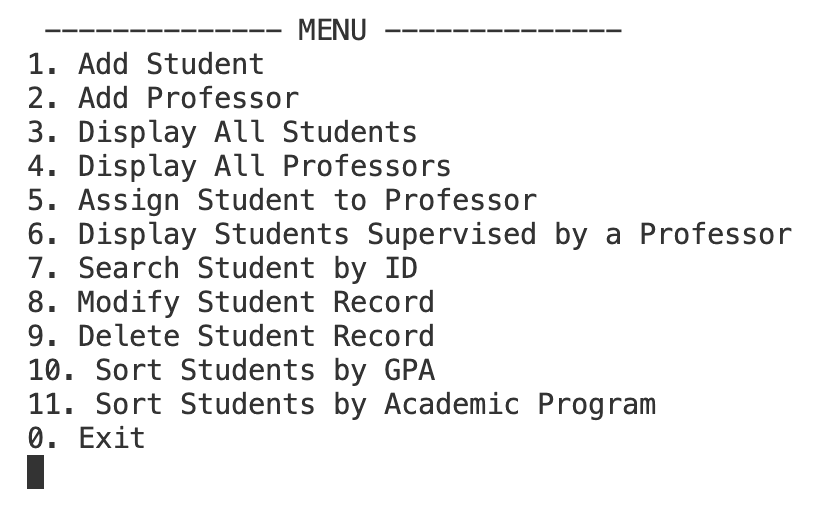 -------------- MENU --------------
1. Add Student
2. Add Professor
3. Display All Students
4. Display All Professors
5. Assign Student to Professor
6. Display Students Supervised by a Professor
7. Search Student by ID
8. Modify Student Record
9. Delete Student Record
10. Sort Students by GPA
11. Sort Students by Academic Program
0. Exit